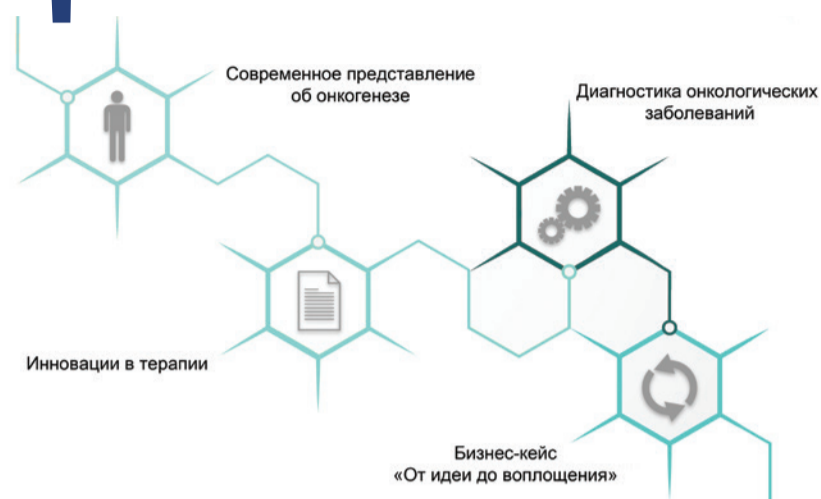 Современное представление
об онкогенезе
Диагностика онкологических
заболеваний
Инновации в терапии
Бизнес-кейс
«От идеи до воплощения»